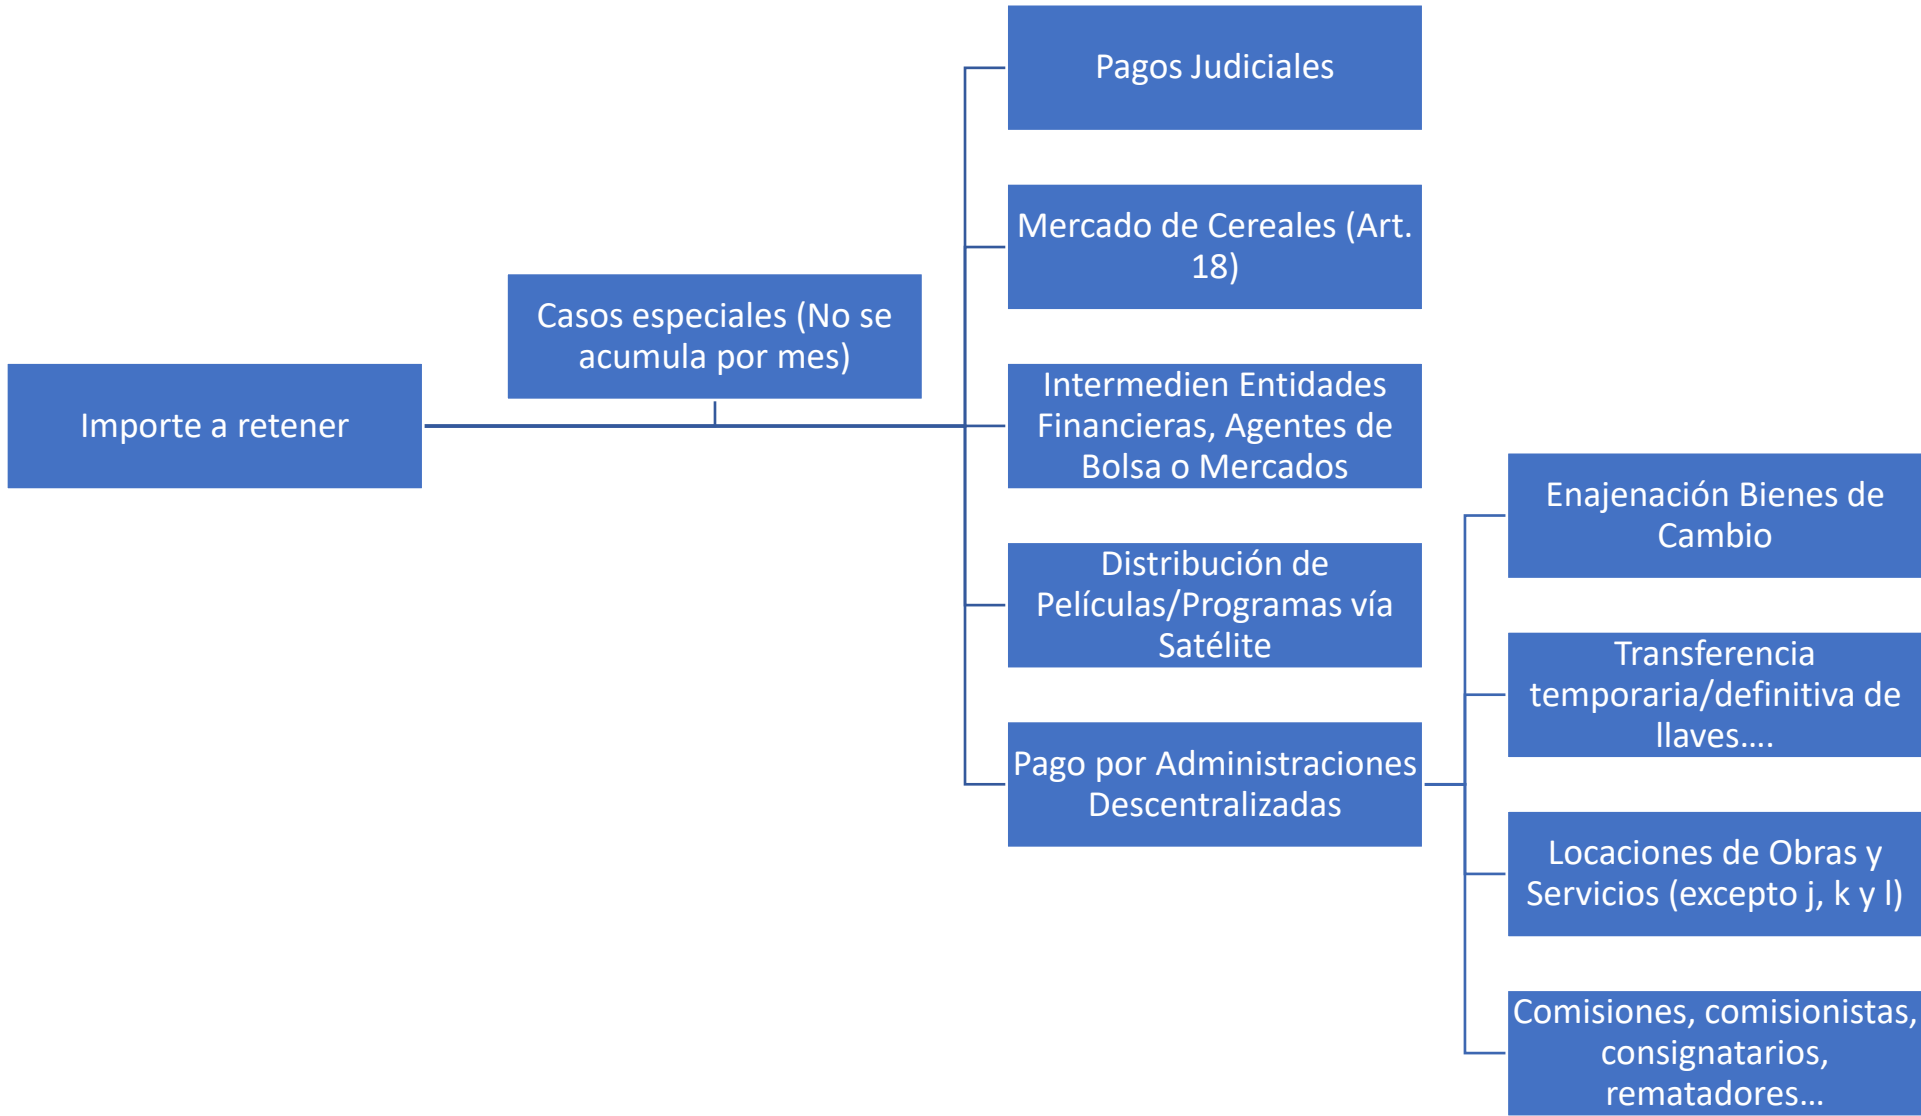 Importe a retener
Casos especiales (No se
acumula por mes)
Pagos Judiciales
Mercado de Cereales (Art.
18)
Intermedien Entidades
Financieras, Agentes de
Bolsa o Mercados
Distribución de
Películas/Programas vía
Satélite
Pago por Administraciones
Descentralizadas
Enajenación Bienes de
Cambio
Transferencia
temporaria/definitiva de
llaves....
Locaciones de Obras y
Servicios (excepto j, k y l)
Comisiones, comisionistas,
consignatarios,
rematadores...